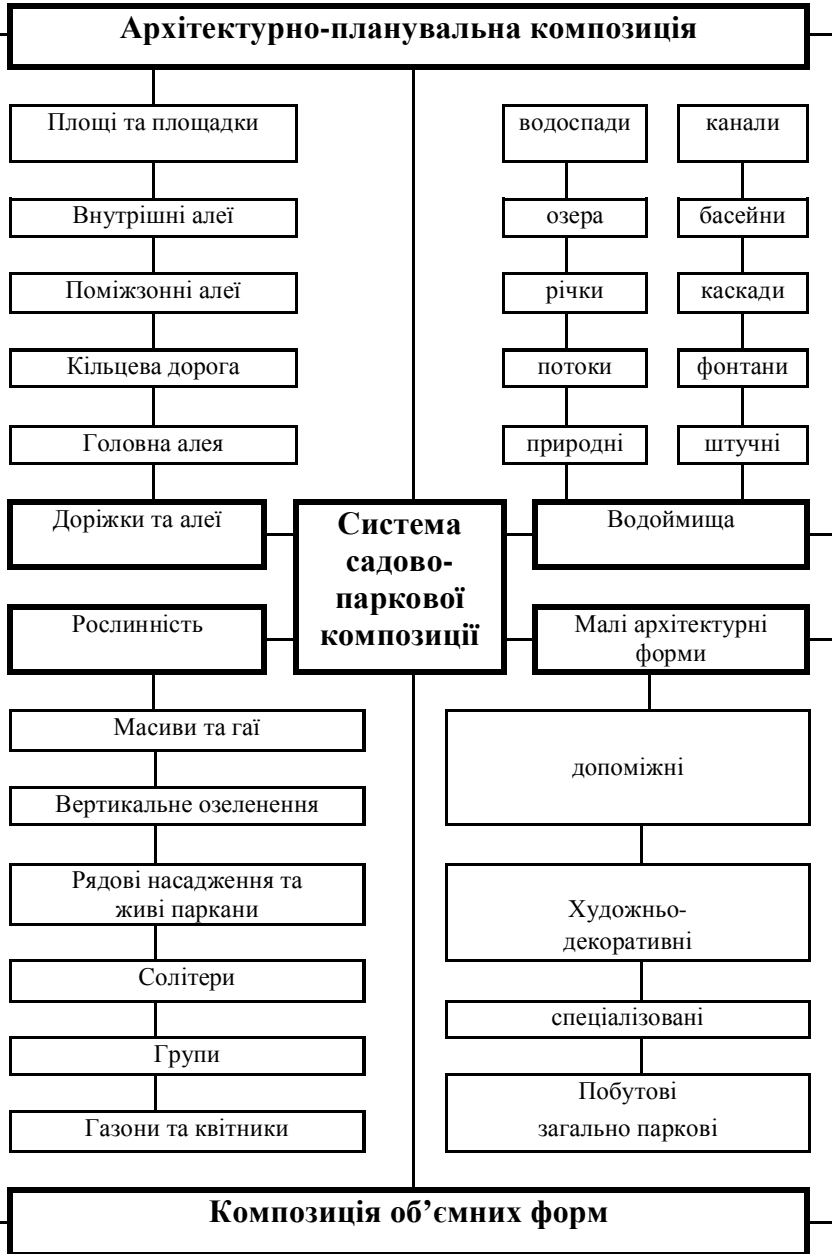 Архітектурно-планувальна композиція
Площі та площадки
водоспади
канали
Внутрішні алеї
озера
басейни
Поміжзонні алеї
річки
каскади
Кільцева дорога
потоки
фонтани
Головна алея
природні
штучні
Доріжки та алеї
Система
садово-
паркової
композиції
Водоймища
Рослинність
Малі архітектурні
форми
Масиви та гаї
допоміжні
Вертикальне озеленення
Рядові насадження та
живі паркани
Художньо-
декоративні
Солітери
спеціалізовані
Групи
Побутові
загально паркові
Газони та квітники
Композиція об’ємних форм